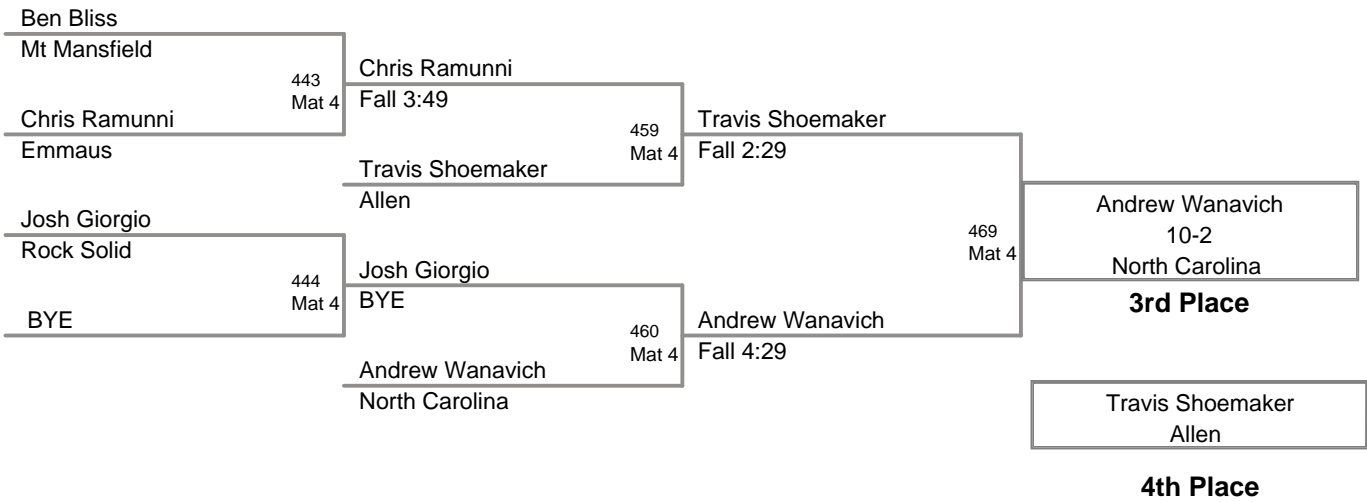 Ben Bliss
Mt Mansfield
443
Mat 4
Chris Ramunni
Emmaus
Josh Giorgio
Rock Solid
444
Mat 4
BYE
Chris Ramunni
Fall 3:49
459
Mat 4
Travis Shoemaker
Allen
Josh Giorgio
BYE
460
Mat 4
Andrew Wanavich
North Carolina
Travis Shoemaker
Fall 2:29
469
Mat 4
Andrew Wanavich
Fall 4:29
Andrew Wanavich
10-2
North Carolina
3rd Place
Travis Shoemaker
Allen
4th Place